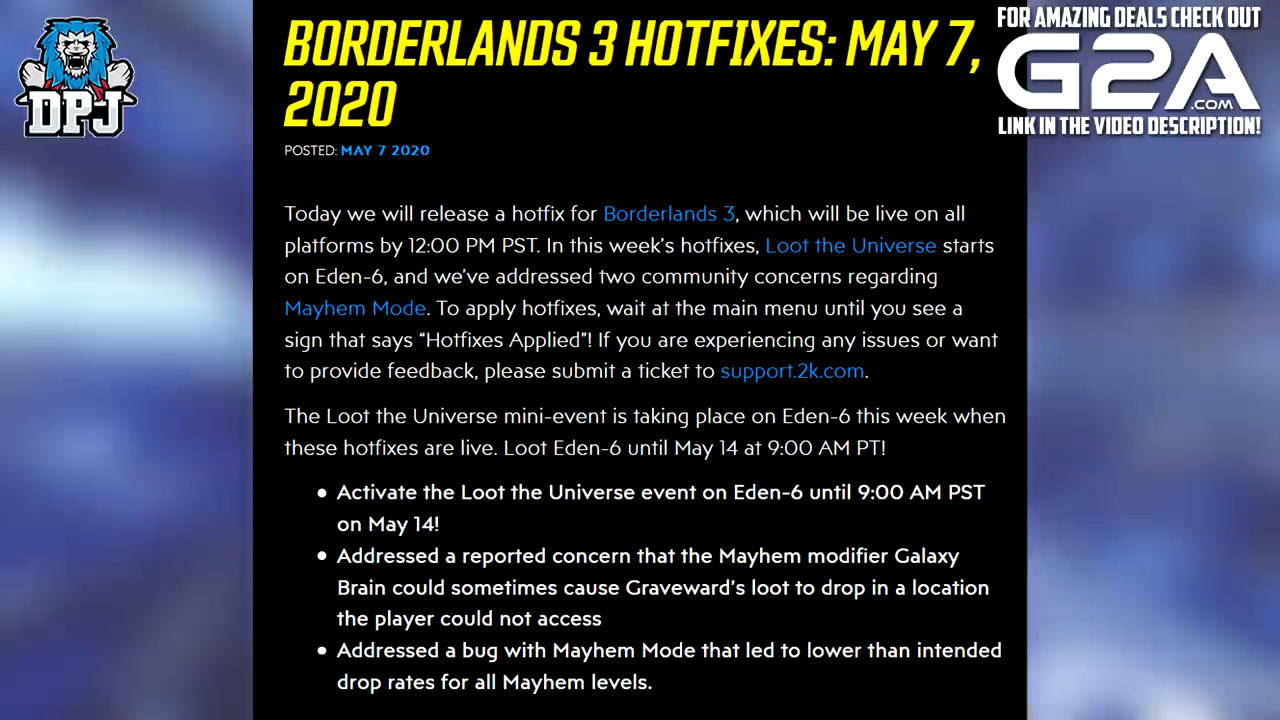 BORDERLANDS 3 HOTFIXES: MAY 7,
2020
POSTED: MAY 7 2020
Today we will release a hotfix for Borderlands 3, which will be live on all
platforms by 12:00 PM PST. In this week's hotfixes, Loot the Universe starts
on Eden-6, and we've addressed two community concerns regarding
Mayhem Mode. To apply hotfixes, wait at the main menu until you see a
sign that says “Hotfixes Applied”! If you are experiencing any issues or want
to provide feedback, please submit a ticket to support.2k.com.
The Loot the Universe mini-event is taking place on Eden-6 this week when
these hotfixes are live. Loot Eden-6 until May 14 at 9:00 AM PT!
• Activate the Loot the Universe event on Eden-6 until 9:00 AM PST
on May 14!
• Addressed a reported concern that the Mayhem modifier Galaxy
Brain could sometimes cause Graveward's loot to drop in a location
the player could not access
• Addressed a bug with Mayhem Mode that led to lower than intended
drop rates for all Mayhem levels.
DPJ
FOR AMAZING DEALS CHECK OUT
G2A
.COM
LINK IN THE VIDEO DESCRIPTION!